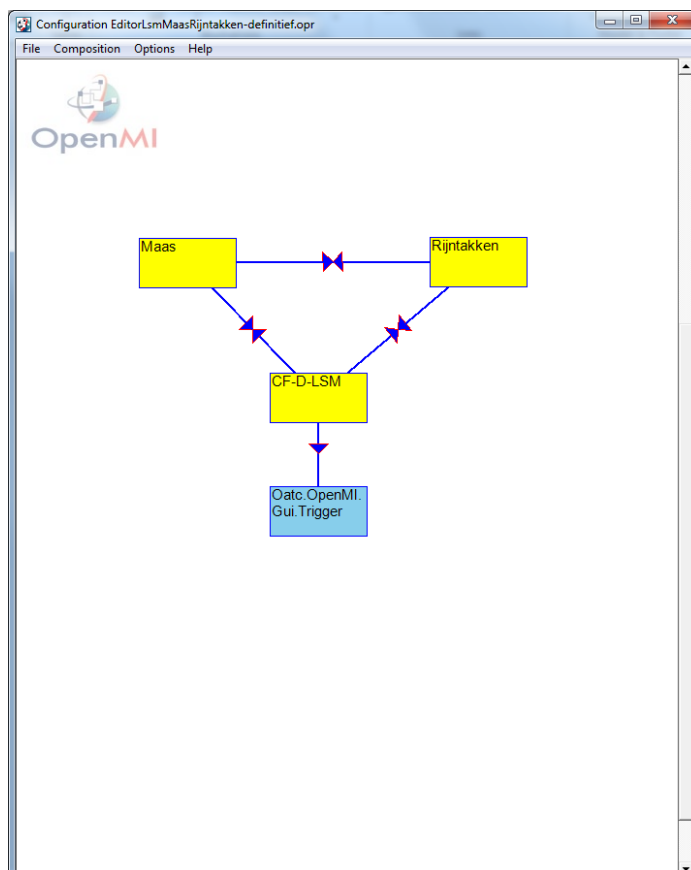 Configuration EditorLsmMaasRijntakken-definitief.opr
File Composition Options Help
OpenMI
Maas
Rijntakken
CF-D-LSM
Oatc.OpenMI.
Gui.Trigger